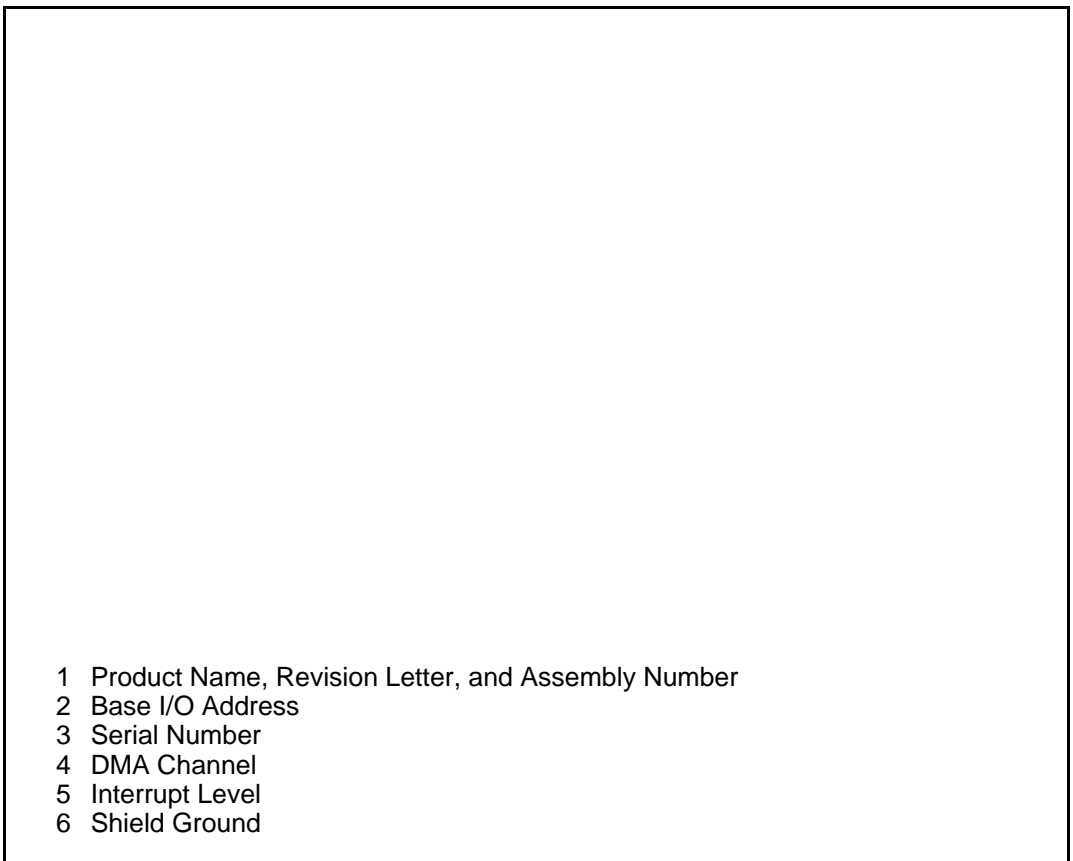 1 Product Name, Revision Letter, and Assembly Number
2 Base I/O Address
3 Serial Number
4 DMA Channel
5 Interrupt Level
6 Shield Ground